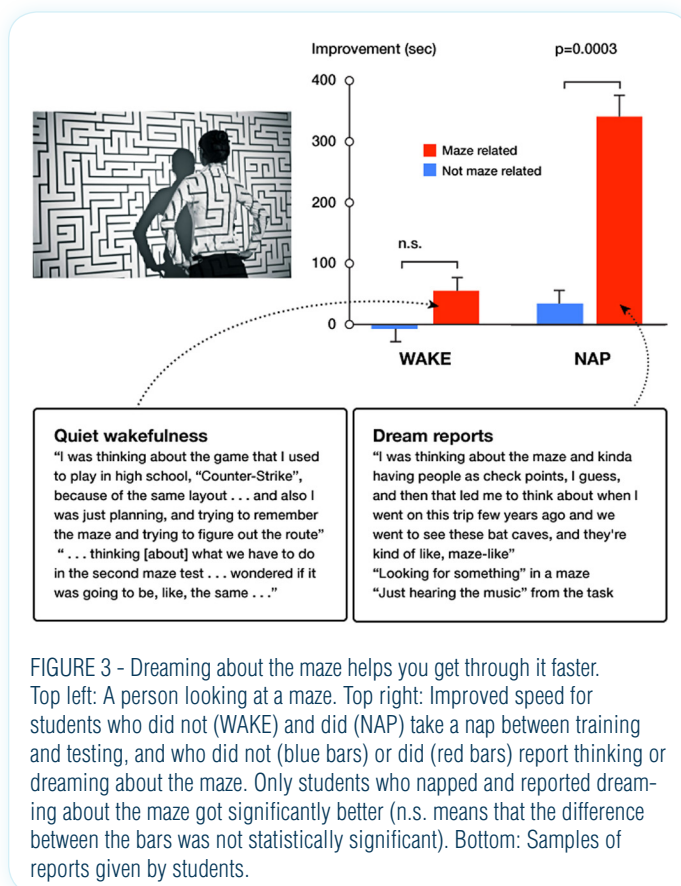 Improvement (sec)
p=0.0003
400
300
200
100
0
Maze related
Not maze related
n.s.
WAKE
NAP
Quiet wakefulness
“I was thinking about the game that I used
to play in high school, “Counter-Strike”,
because of the same layout . . . and also I
was just planning, and trying to remember
the maze and trying to figure out the route”
“ . . . thinking [about] what we have to do
in the second maze test . . . wondered if it
was going to be, like, the same . . .”
Dream reports
“I was thinking about the maze and kinda
having people as check points, I guess,
and then that led me to think about when I
went on this trip few years ago and we
went to see these bat caves, and they're
kind of like, maze-like”
“Looking for something” in a maze
“Just hearing the music” from the task
FIGURE 3 - Dreaming about the maze helps you get through it faster.
Top left: A person looking at a maze. Top right: Improved speed for
students who did not (WAKE) and did (NAP) take a nap between training
and testing, and who did not (blue bars) or did (red bars) report thinking or
dreaming about the maze. Only students who napped and reported dream-
ing about the maze got significantly better (n.s. means that the difference
between the bars was not statistically significant). Bottom: Samples of
reports given by students.